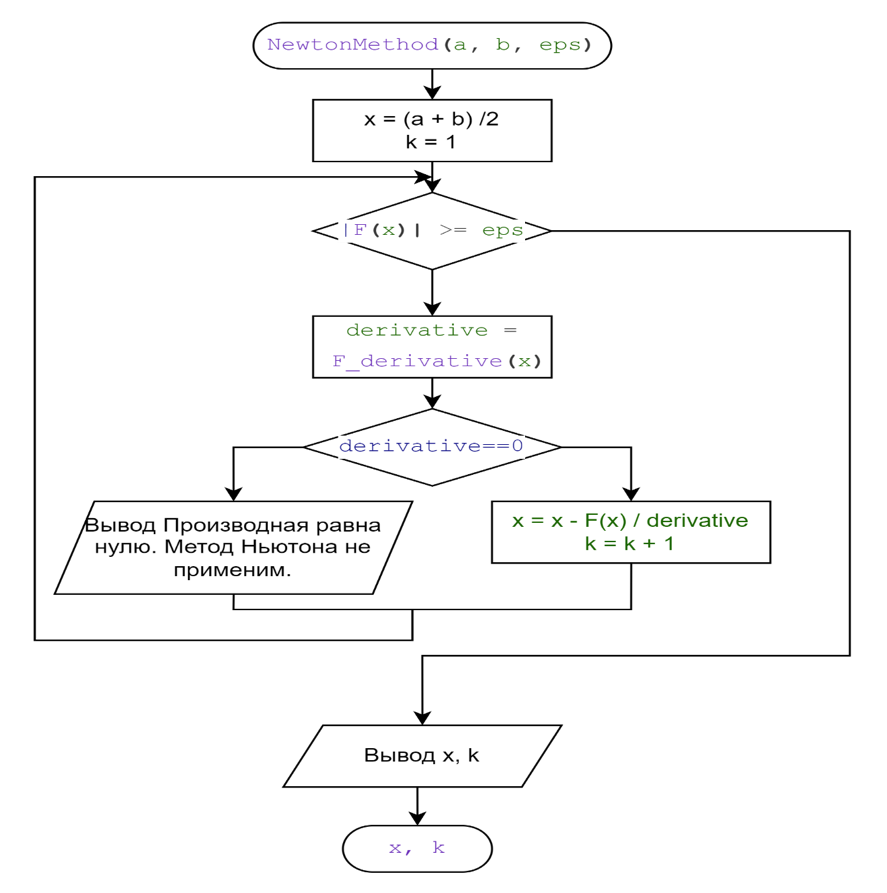 NewtonMethod(a, b, eps)
x = (a + b) /2
k = 1
|F(x)| >= eps
derivative =
F_derivative(x)
derivative==0
Вывод Производная равна
нулю. Метод Ньютона не
применим.
x = x - F(x) / derivative
k = k + 1
Вывод x, k
x, k